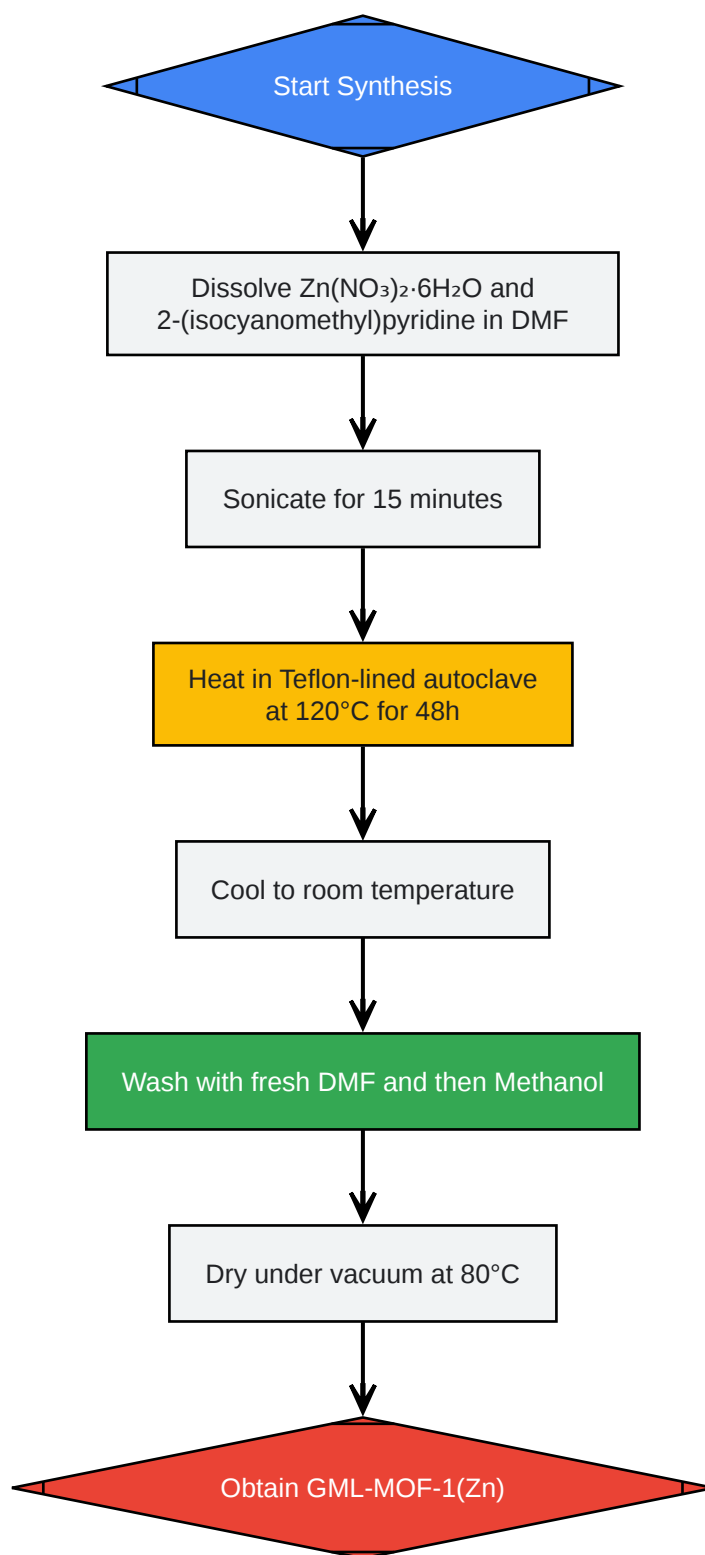 Start Synthesis
Dissolve Zn(NO₃)₂·6H₂O and
2-(isocyanomethyl)pyridine in DMF
Sonicate for 15 minutes
Heat in Teflon-lined autoclave
at 120°C for 48h
Cool to room temperature
Wash with fresh DMF and then Methanol
Dry under vacuum at 80°C
Obtain GML-MOF-1(Zn)